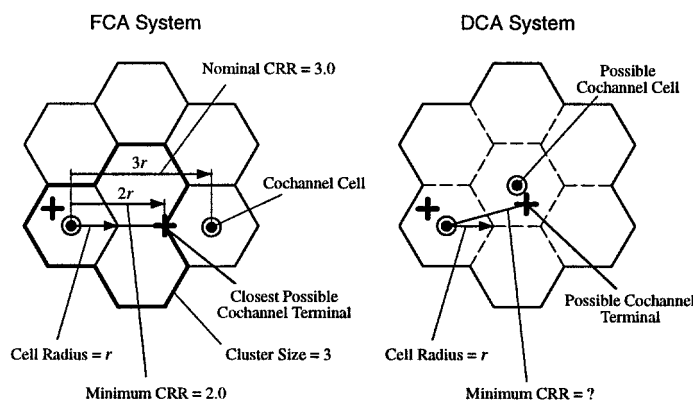 FCA System
Nominal CRR = 3.0
3r
2r
Cochannel Cell
Closest Possible
Cochannel Terminal
Cell Radius = r
Cluster Size = 3
Minimum CRR = 2.0
DCA System
Possible
Cochannel Cell
Possible Cochannel
Terminal
Cell Radius = r
Minimum CRR = ?